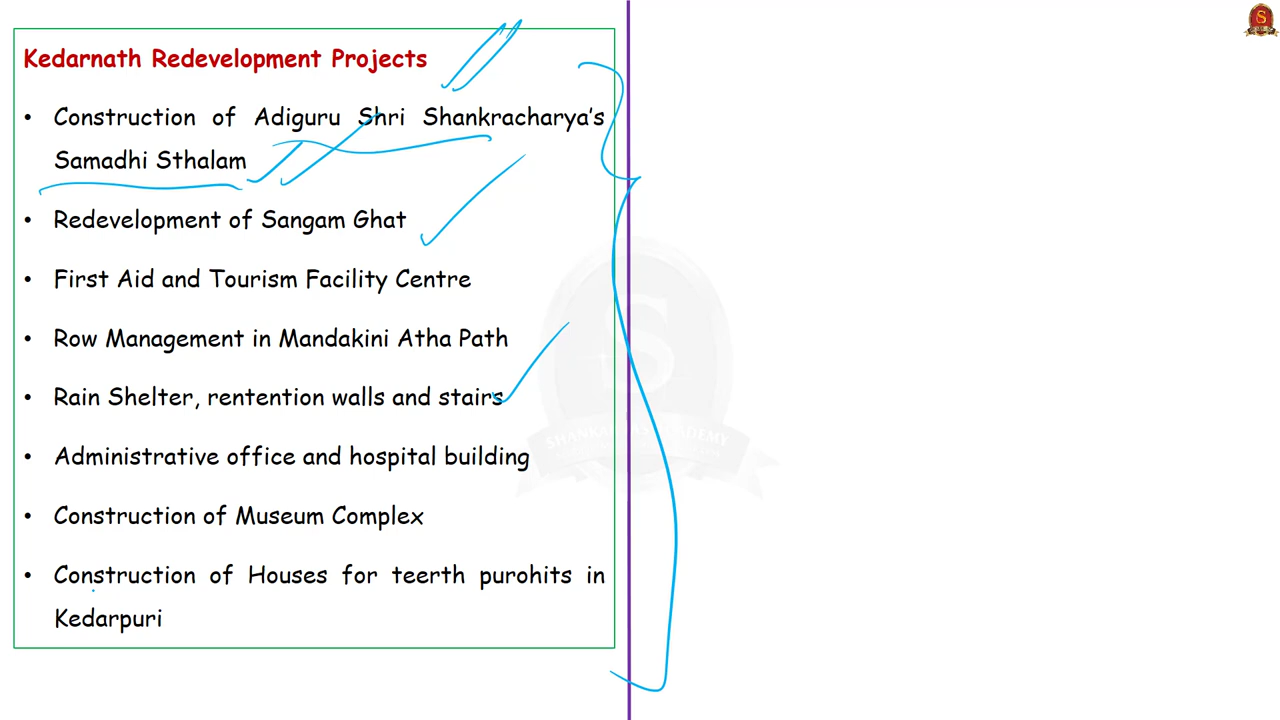 Kedarnath Redevelopment Projects
• Construction of Adiguru Shri Shankracharya's
Samadhi Sthalam
• Redevelopment of Sangam Ghat
• First Aid and Tourism Facility Centre
• Row Management in Mandakini Atha Path
• Rain Shelter, rentention walls and stairs
• Administrative office and hospital building
• Construction of Museum Complex
• Construction of Houses for teerth purohits in
Kedarpuri